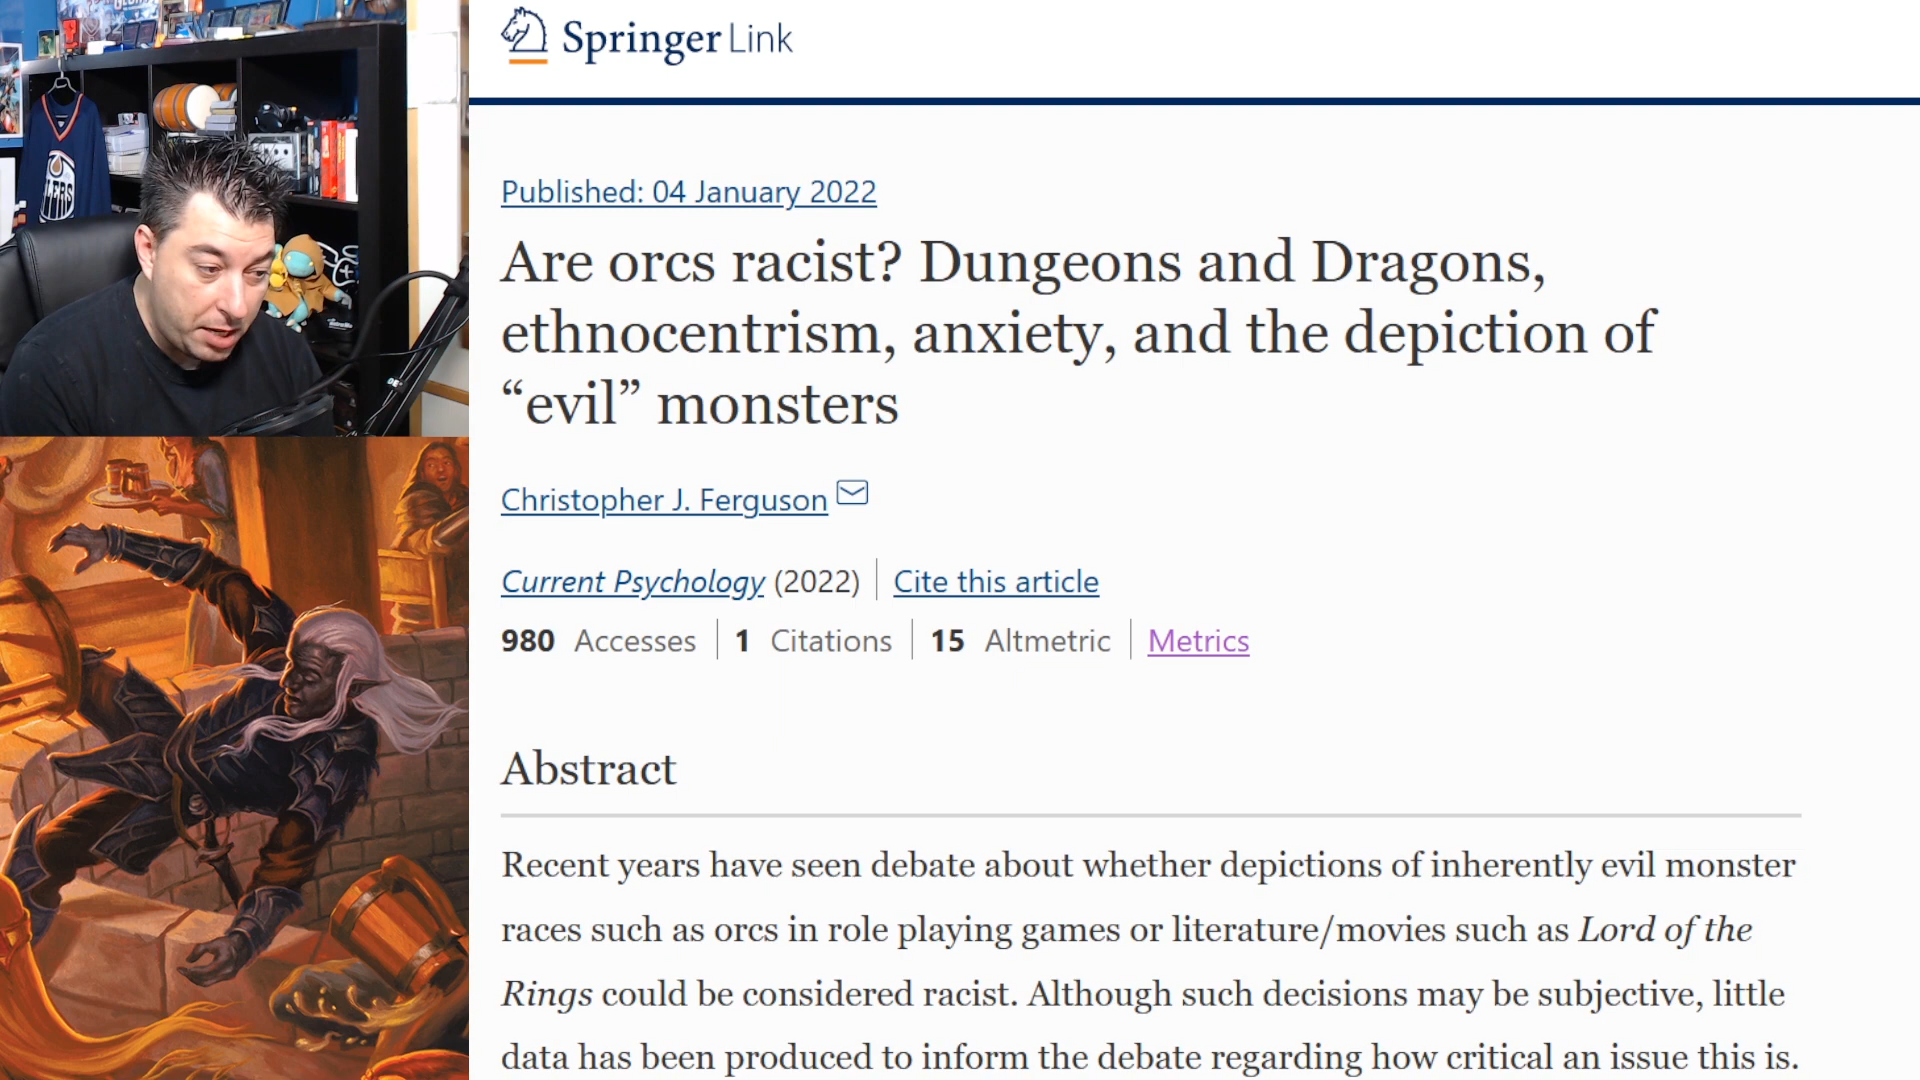 Springer Link
Published: 04 January 2022
Are orcs racist? Dungeons and Dragons,
ethnocentrism, anxiety, and the depiction of
“evil” monsters
Christopher J. Ferguson
Current Psychology (2022) Cite this article
980 Accesses 1 Citations 15 Altmetric Metrics
Abstract
Recent years have seen debate about whether depictions of inherently evil monster
races such as orcs in role playing games or literature/movies such as Lord of the
Rings could be considered racist. Although such decisions may be subjective, little
data has been produced to inform the debate regarding how critical an issue this is.
LERS